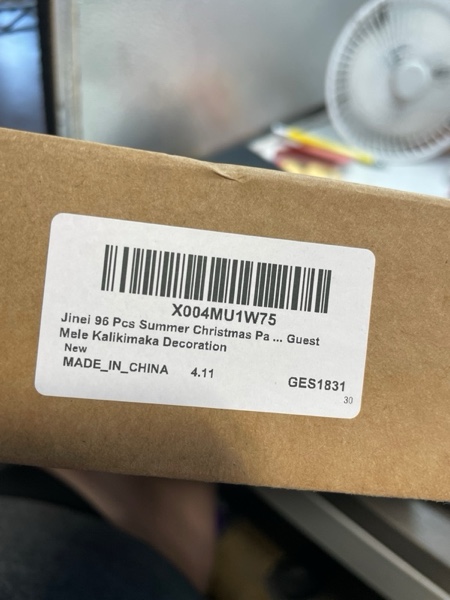 X004MU1W75
Jinei 96 Pcs Summer Christmas Pa ... Guest
Mele Kalikimaka Decoration
New
MADE_IN_CHINA 4.11 GES1831
30